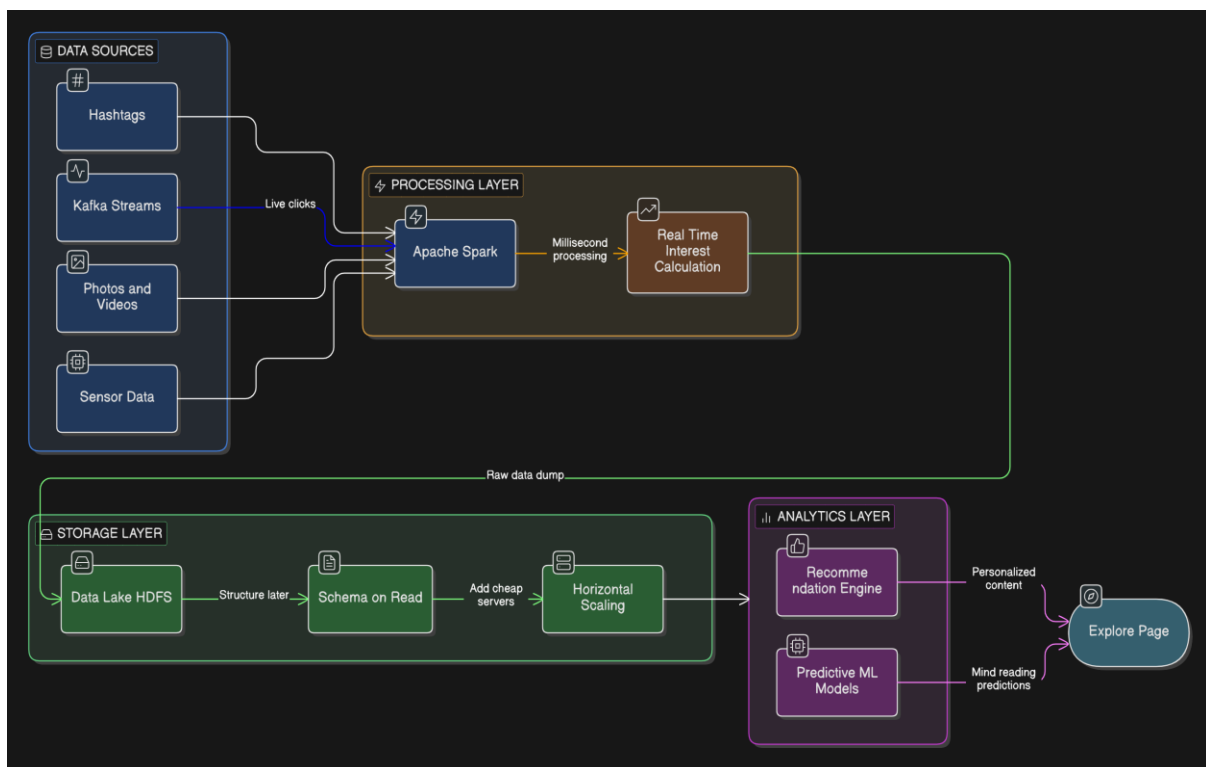 DATA SOURCES
Hashtags
Kafka Streams
Live clicks
Photos and
Videos
Sensor Data
PROCESSING LAYER
Apache Spark
Millisecond
processing
Real Time
Interest
Calculation
Raw data dump
STORAGE LAYER
Data Lake HDFS
Structure later
Schema on Read
Add cheap
servers
Horizontal
Scaling
ANALYTICS LAYER
Recomme
ndation Engine
Personalized
content
Predictive ML
Models
Mind reading
predictions
Explore Page